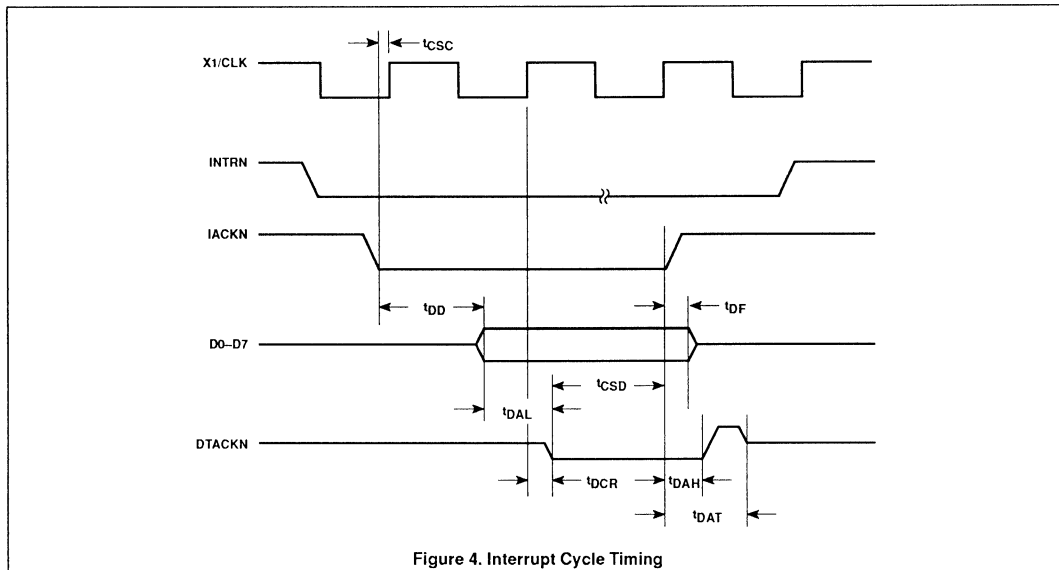 tCSC
X1/CLK
INTRN
IACKN
tDD
tDF
D0–D7
tCSD
tDAL
DTACKN
tDCR
tDAH
tDAT
Figure 4. Interrupt Cycle Timing